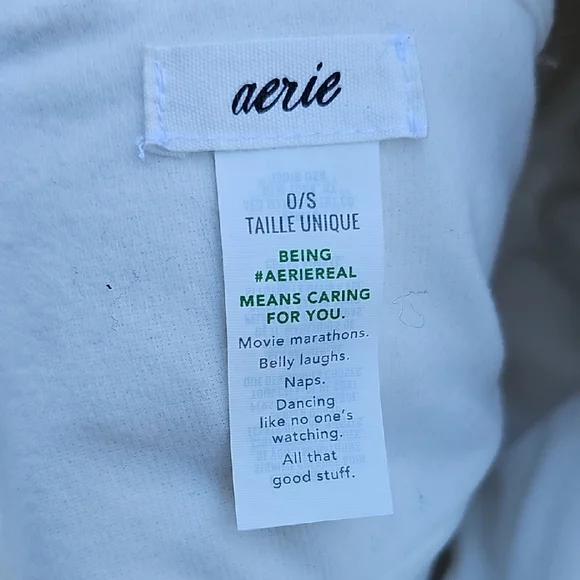 aerie
O/S
TAILLE UNIQUE
BEING
#AERIEREAL
MEANS CARING
FOR YOU.
Movie marathons.
Belly laughs.
Naps.
Dancing
like no one's
watching.
All that
good stuff.